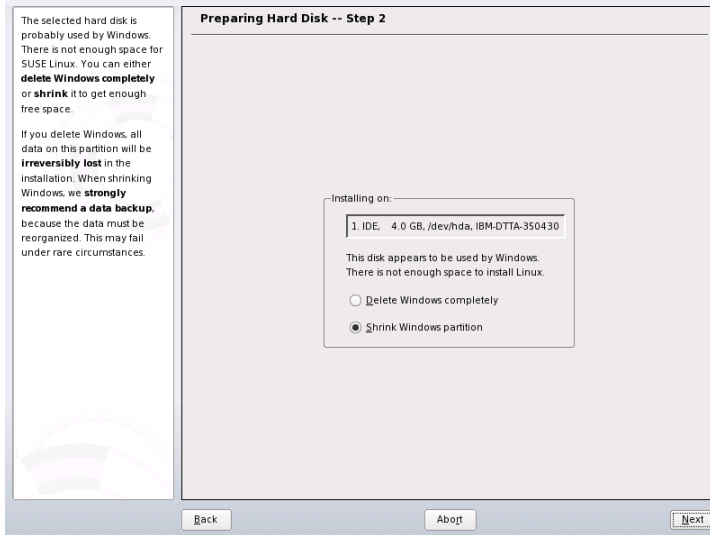 The selected hard disk is
probably used by Windows.
There is not enough space for
SUSE Linux. You can either
delete Windows completely
or shrink it to get enough
free space.
If you delete Windows, all
data on this partition will be
irreversibly lost in the
installation. When shrinking
Windows, we strongly
recommend a data backup,
because the data must be
reorganized. This may fail
under rare circumstances.
Preparing Hard Disk -- Step 2
Installing on:
1. IDE, 4.0 GB, /dev/hda, IBM-DTTA-350430
This disk appears to be used by Windows.
There is not enough space to install Linux.
Delete Windows completely
Shrink Windows partition
Back
Abort
Next